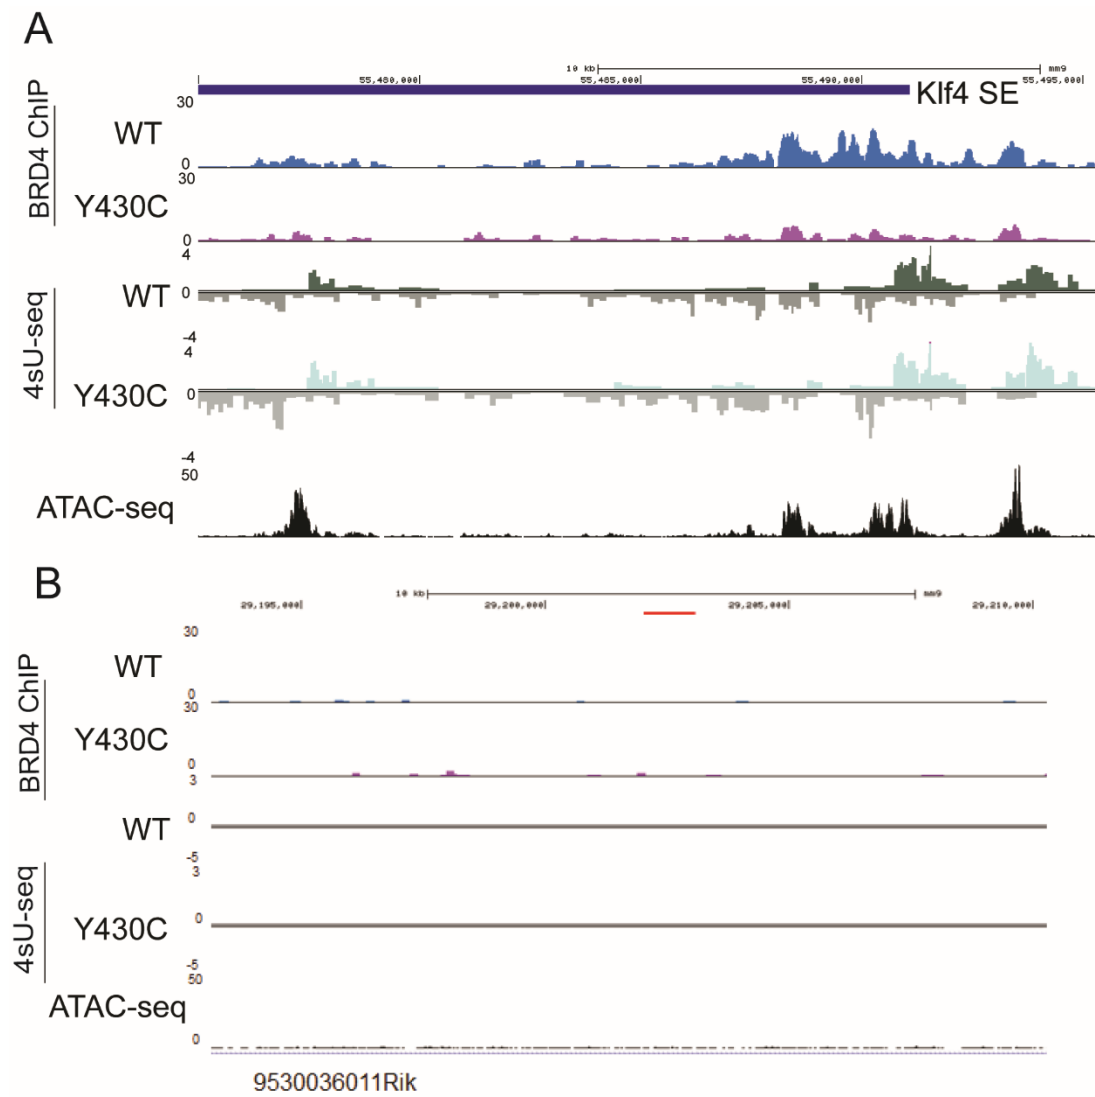 A
10 kb mm9
55,480,000 55,485,000 55,490,000 55,495,000
Klf4 SE
BRD4 ChIP
30
WT
0
30
Y430C
0
4sU-seq
4
WT
0
-4
4
Y430C
0
-4
50
ATAC-seq
B
10 kb mm9
29,195,000 29,200,000 29,205,000 29,210,000
BRD4 ChIP
30
WT
0
30
Y430C
0
4sU-seq
3
WT
0
-5
3
Y430C
0
-5
50
ATAC-seq
0
9530036O11Rik